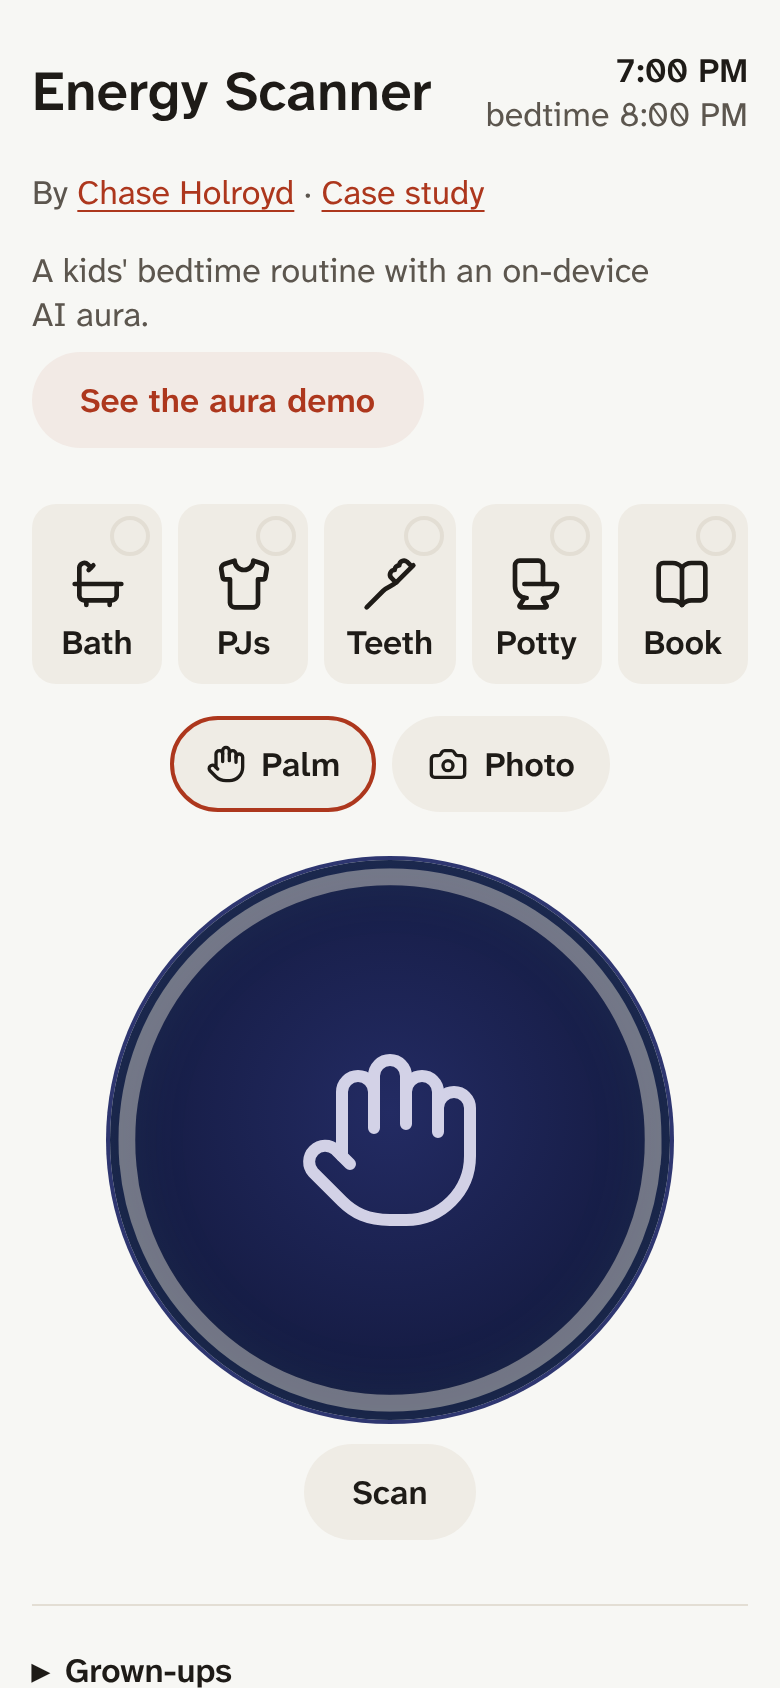 Energy Scanner
7:00 PM
bedtime 8:00 PM
By Chase Holroyd · Case study
A kids' bedtime routine with an on-device
AI aura.
See the aura demo
Bath
PJs
Teeth
Potty
Book
Palm
Photo
Scan
Grown-ups